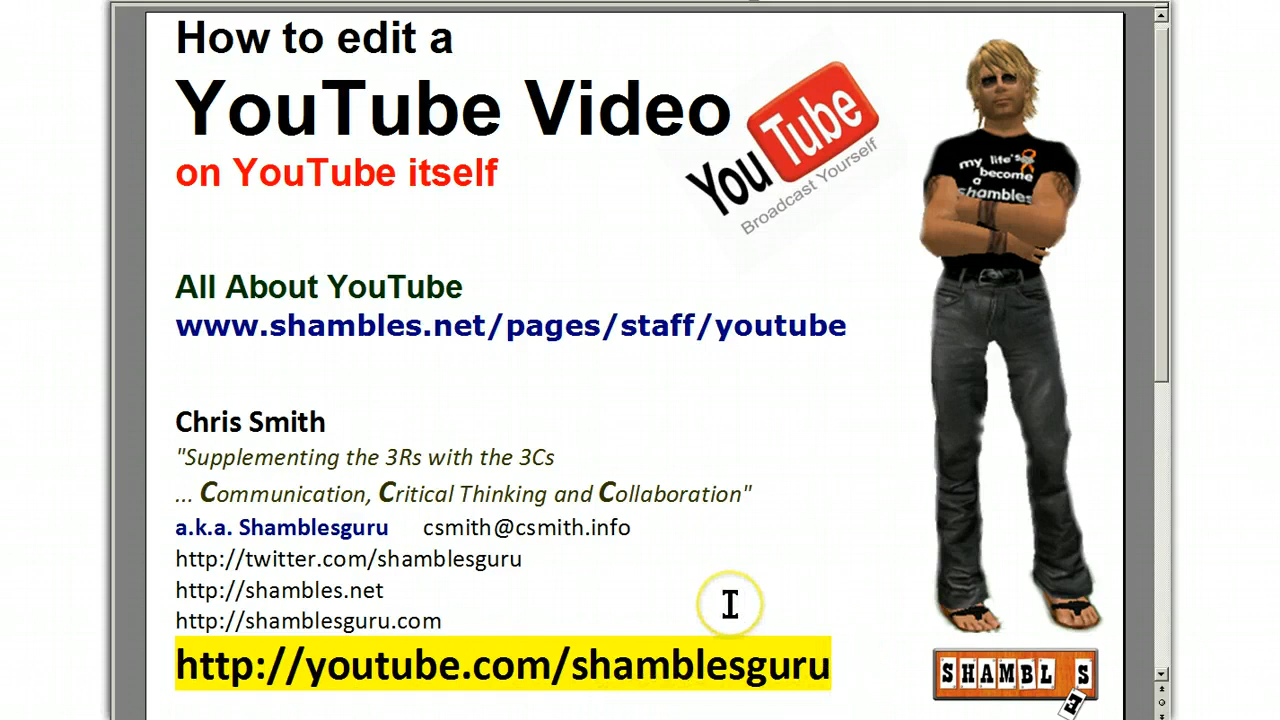 How to edit a
YouTube Video
on YouTube itself
YouTube
Broadcast Yourself
All About YouTube
www.shambles.net/pages/staff/youtube
Chris Smith
"Supplementing the 3Rs with the 3Cs
... Communication, Critical Thinking and Collaboration"
a.k.a. Shamblesguru csmith@csmith.info
http://twitter.com/shamblesguru
http://shambles.net
http://shamblesguru.com
http://youtube.com/shamblesguru
my life's
become
a
shambles
SHAMBLES